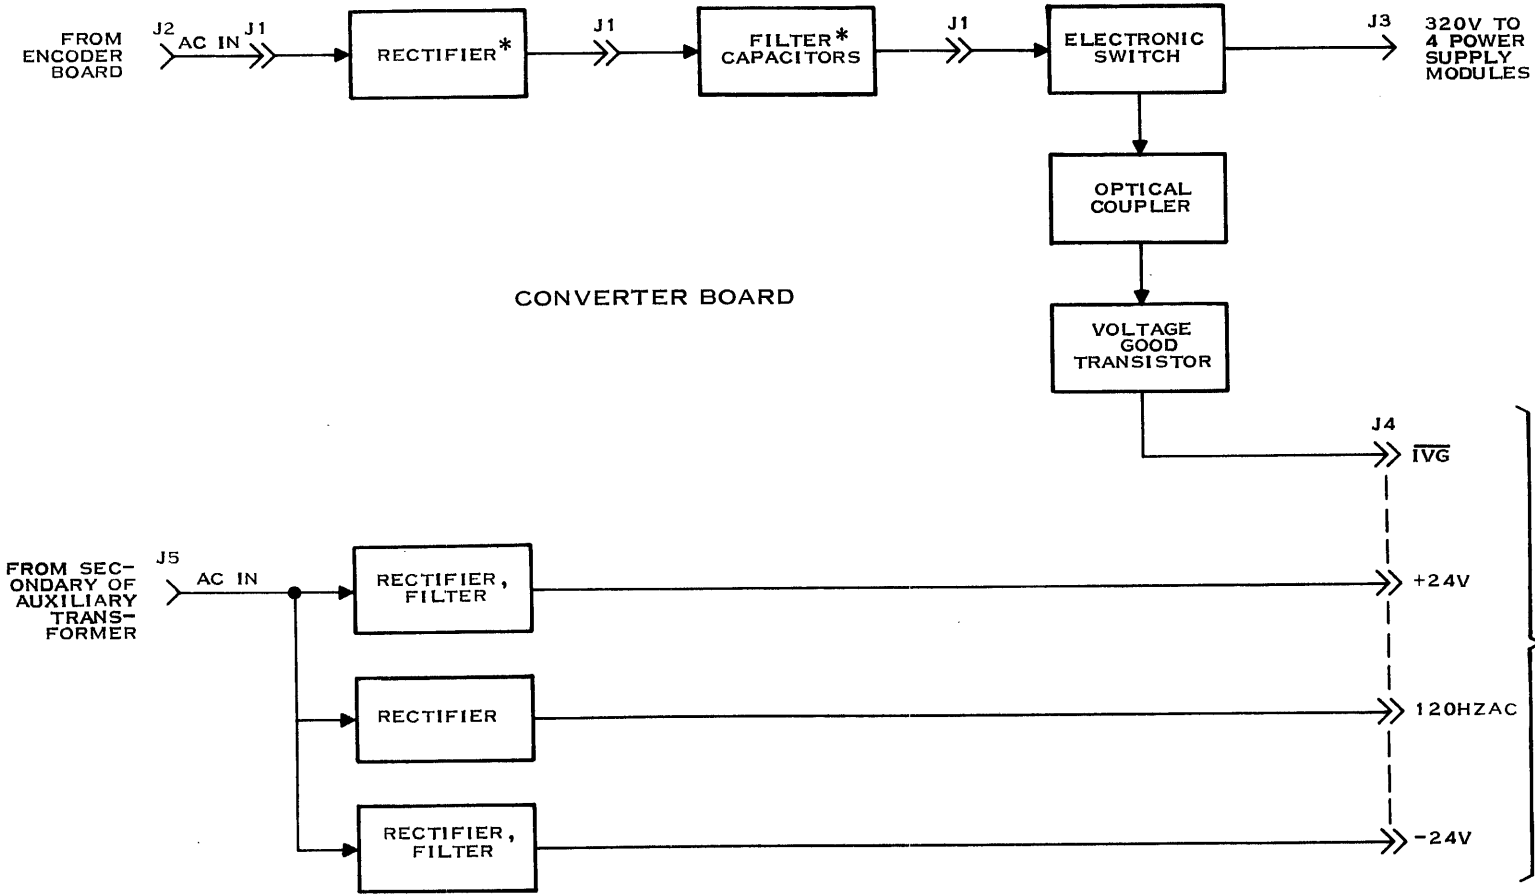 FROM
ENCODER
BOARD
J2
AC IN
J1
RECTIFIER*
J1
FILTER*
CAPACITORS
J1
ELECTRONIC
SWITCH
J3
320V TO
4 POWER
SUPPLY
MODULES
OPTICAL
COUPLER
CONVERTER BOARD
VOLTAGE
GOOD
TRANSISTOR
J4
IVG
FROM SEC-
ONDARY OF
AUXILIARY
TRANS-
FORMER
J5
AC IN
RECTIFIER,
FILTER
+24V
RECTIFIER
120HZAC
RECTIFIER,
FILTER
-24V